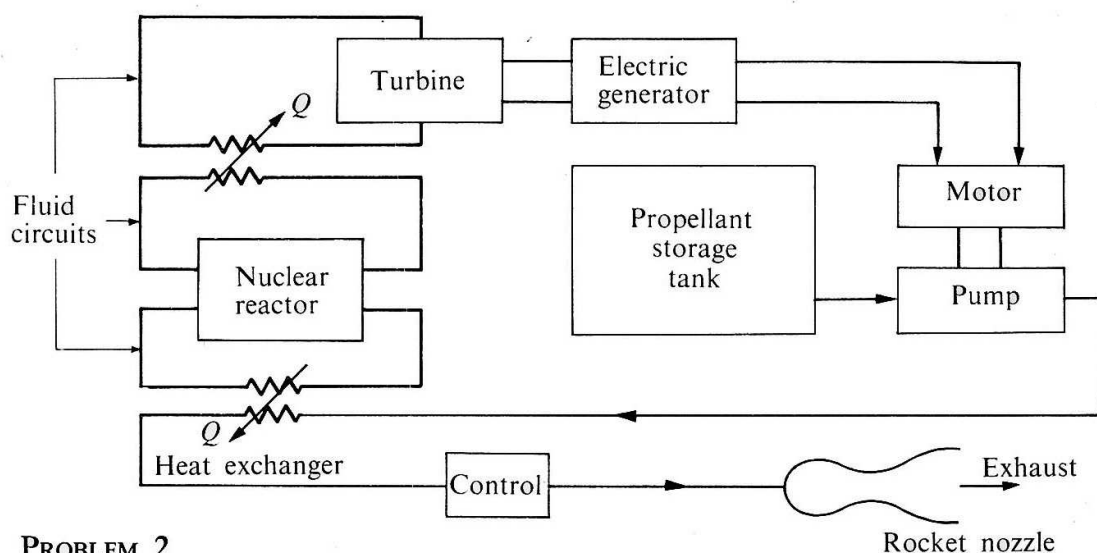 Turbine
Electric
generator
Q
Fluid
circuits
Nuclear
reactor
Propellant
storage
tank
Motor
Pump
Q
Heat exchanger
Control
Exhaust
Rocket nozzle
PROBLEM 2